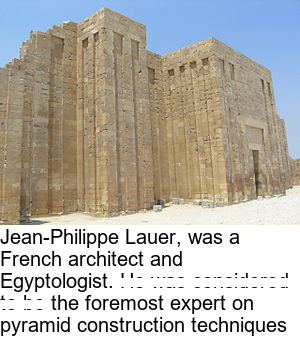 Jean-Philippe Lauer, was a
French architect and
Egyptologist. He was considered
to be the foremost expert on
pyramid construction techniques